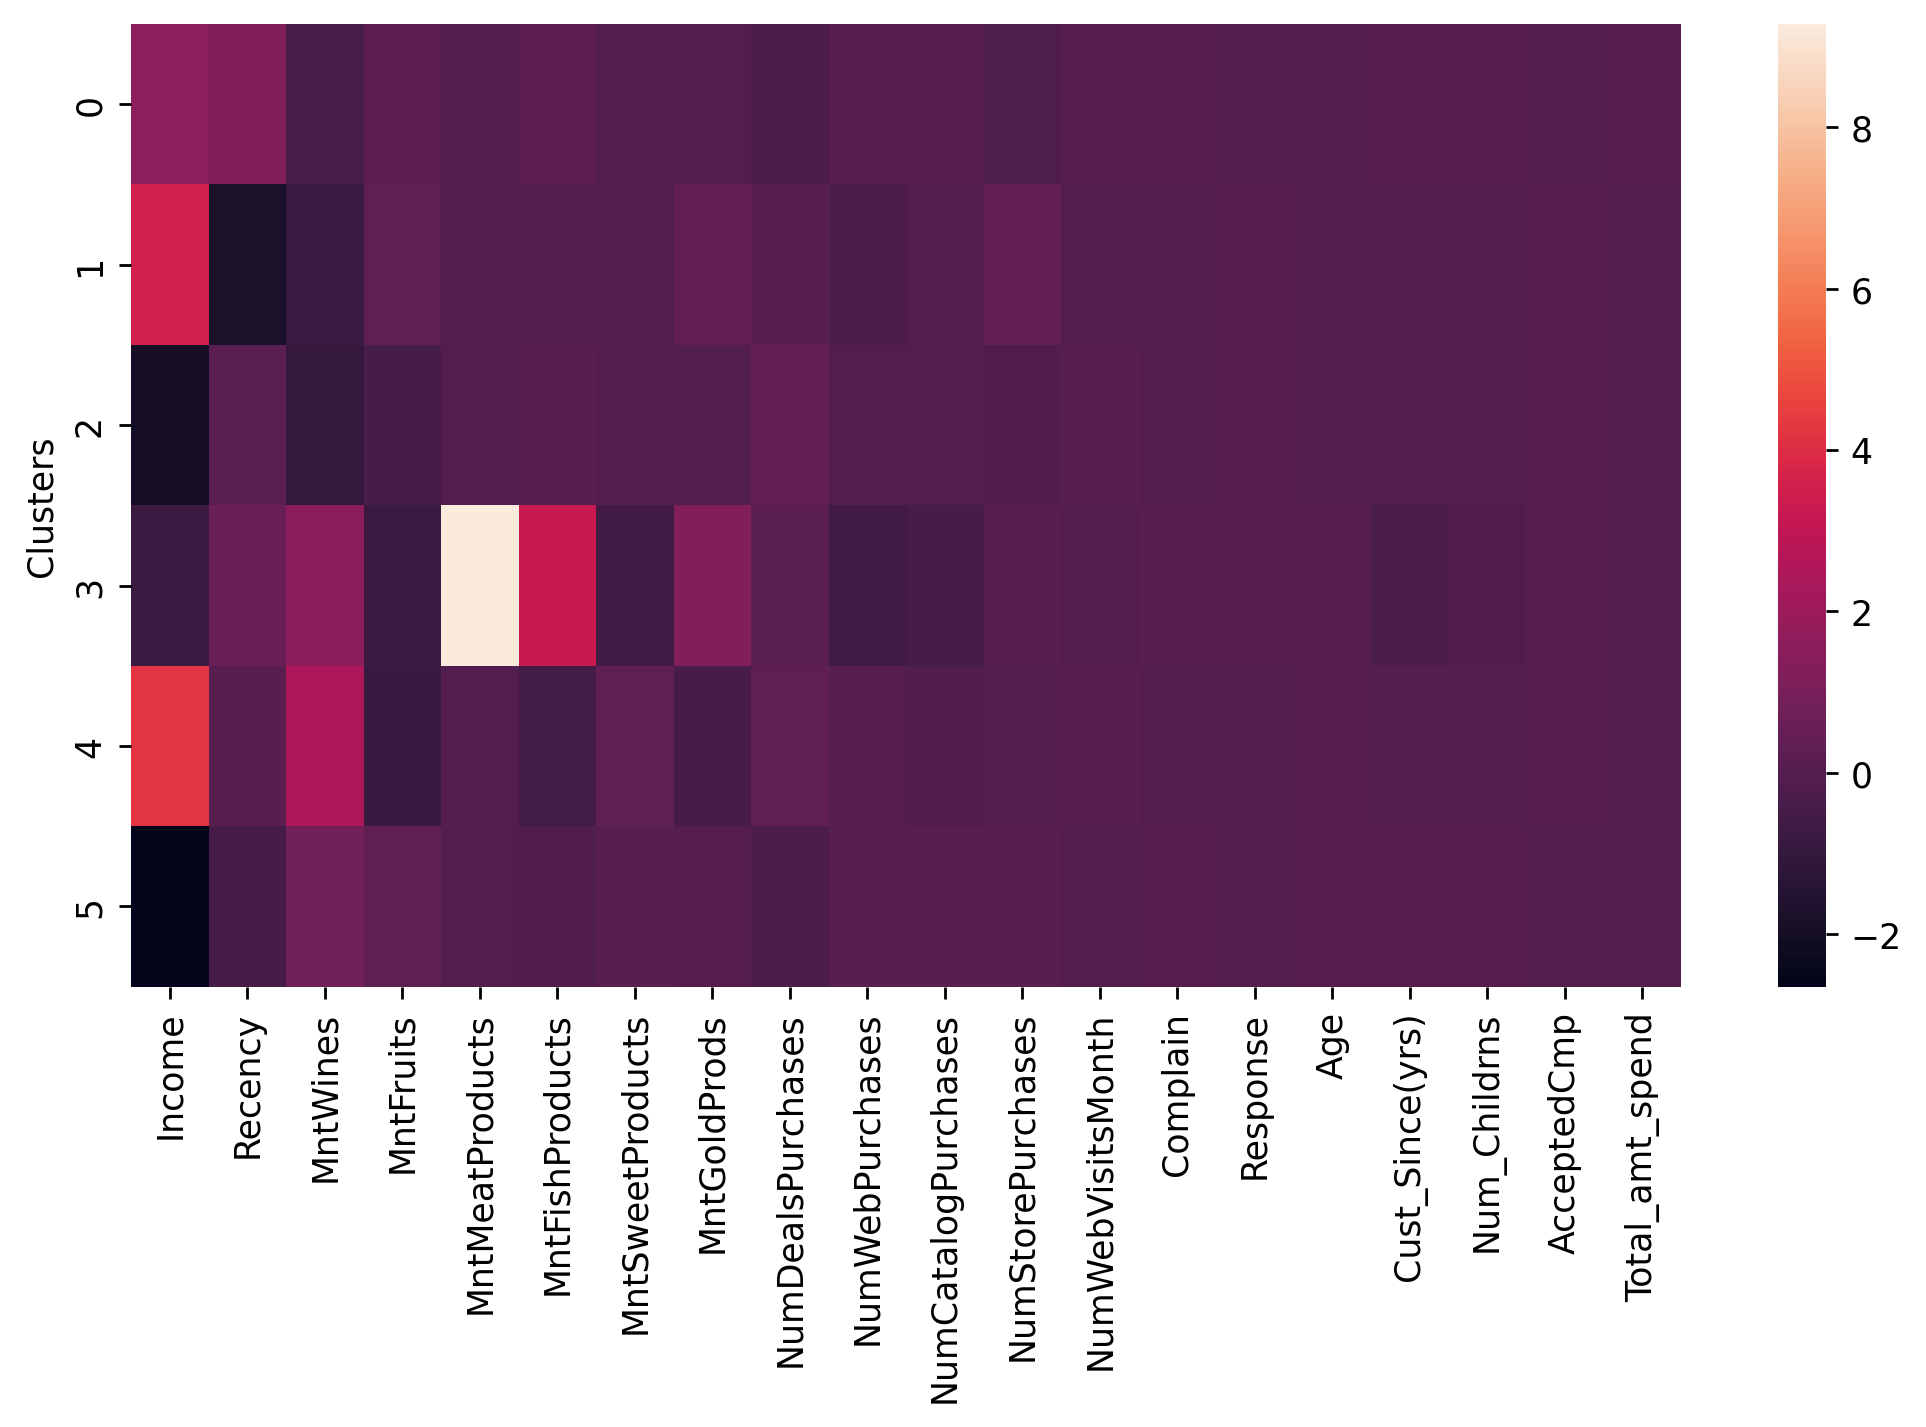 Clusters
0
1
2
3
4
5
Income
Recency
MntWines
MntFruits
MntMeatProducts
MntFishProducts
MntSweetProducts
MntGoldProds
NumDealsPurchases
NumWebPurchases
NumCatalogPurchases
NumStorePurchases
NumWebVisitsMonth
Complain
Response
Age
Cust_Since(yrs)
Num_Childrns
AcceptedCmp
Total_amt_spend
8
6
4
2
0
−2